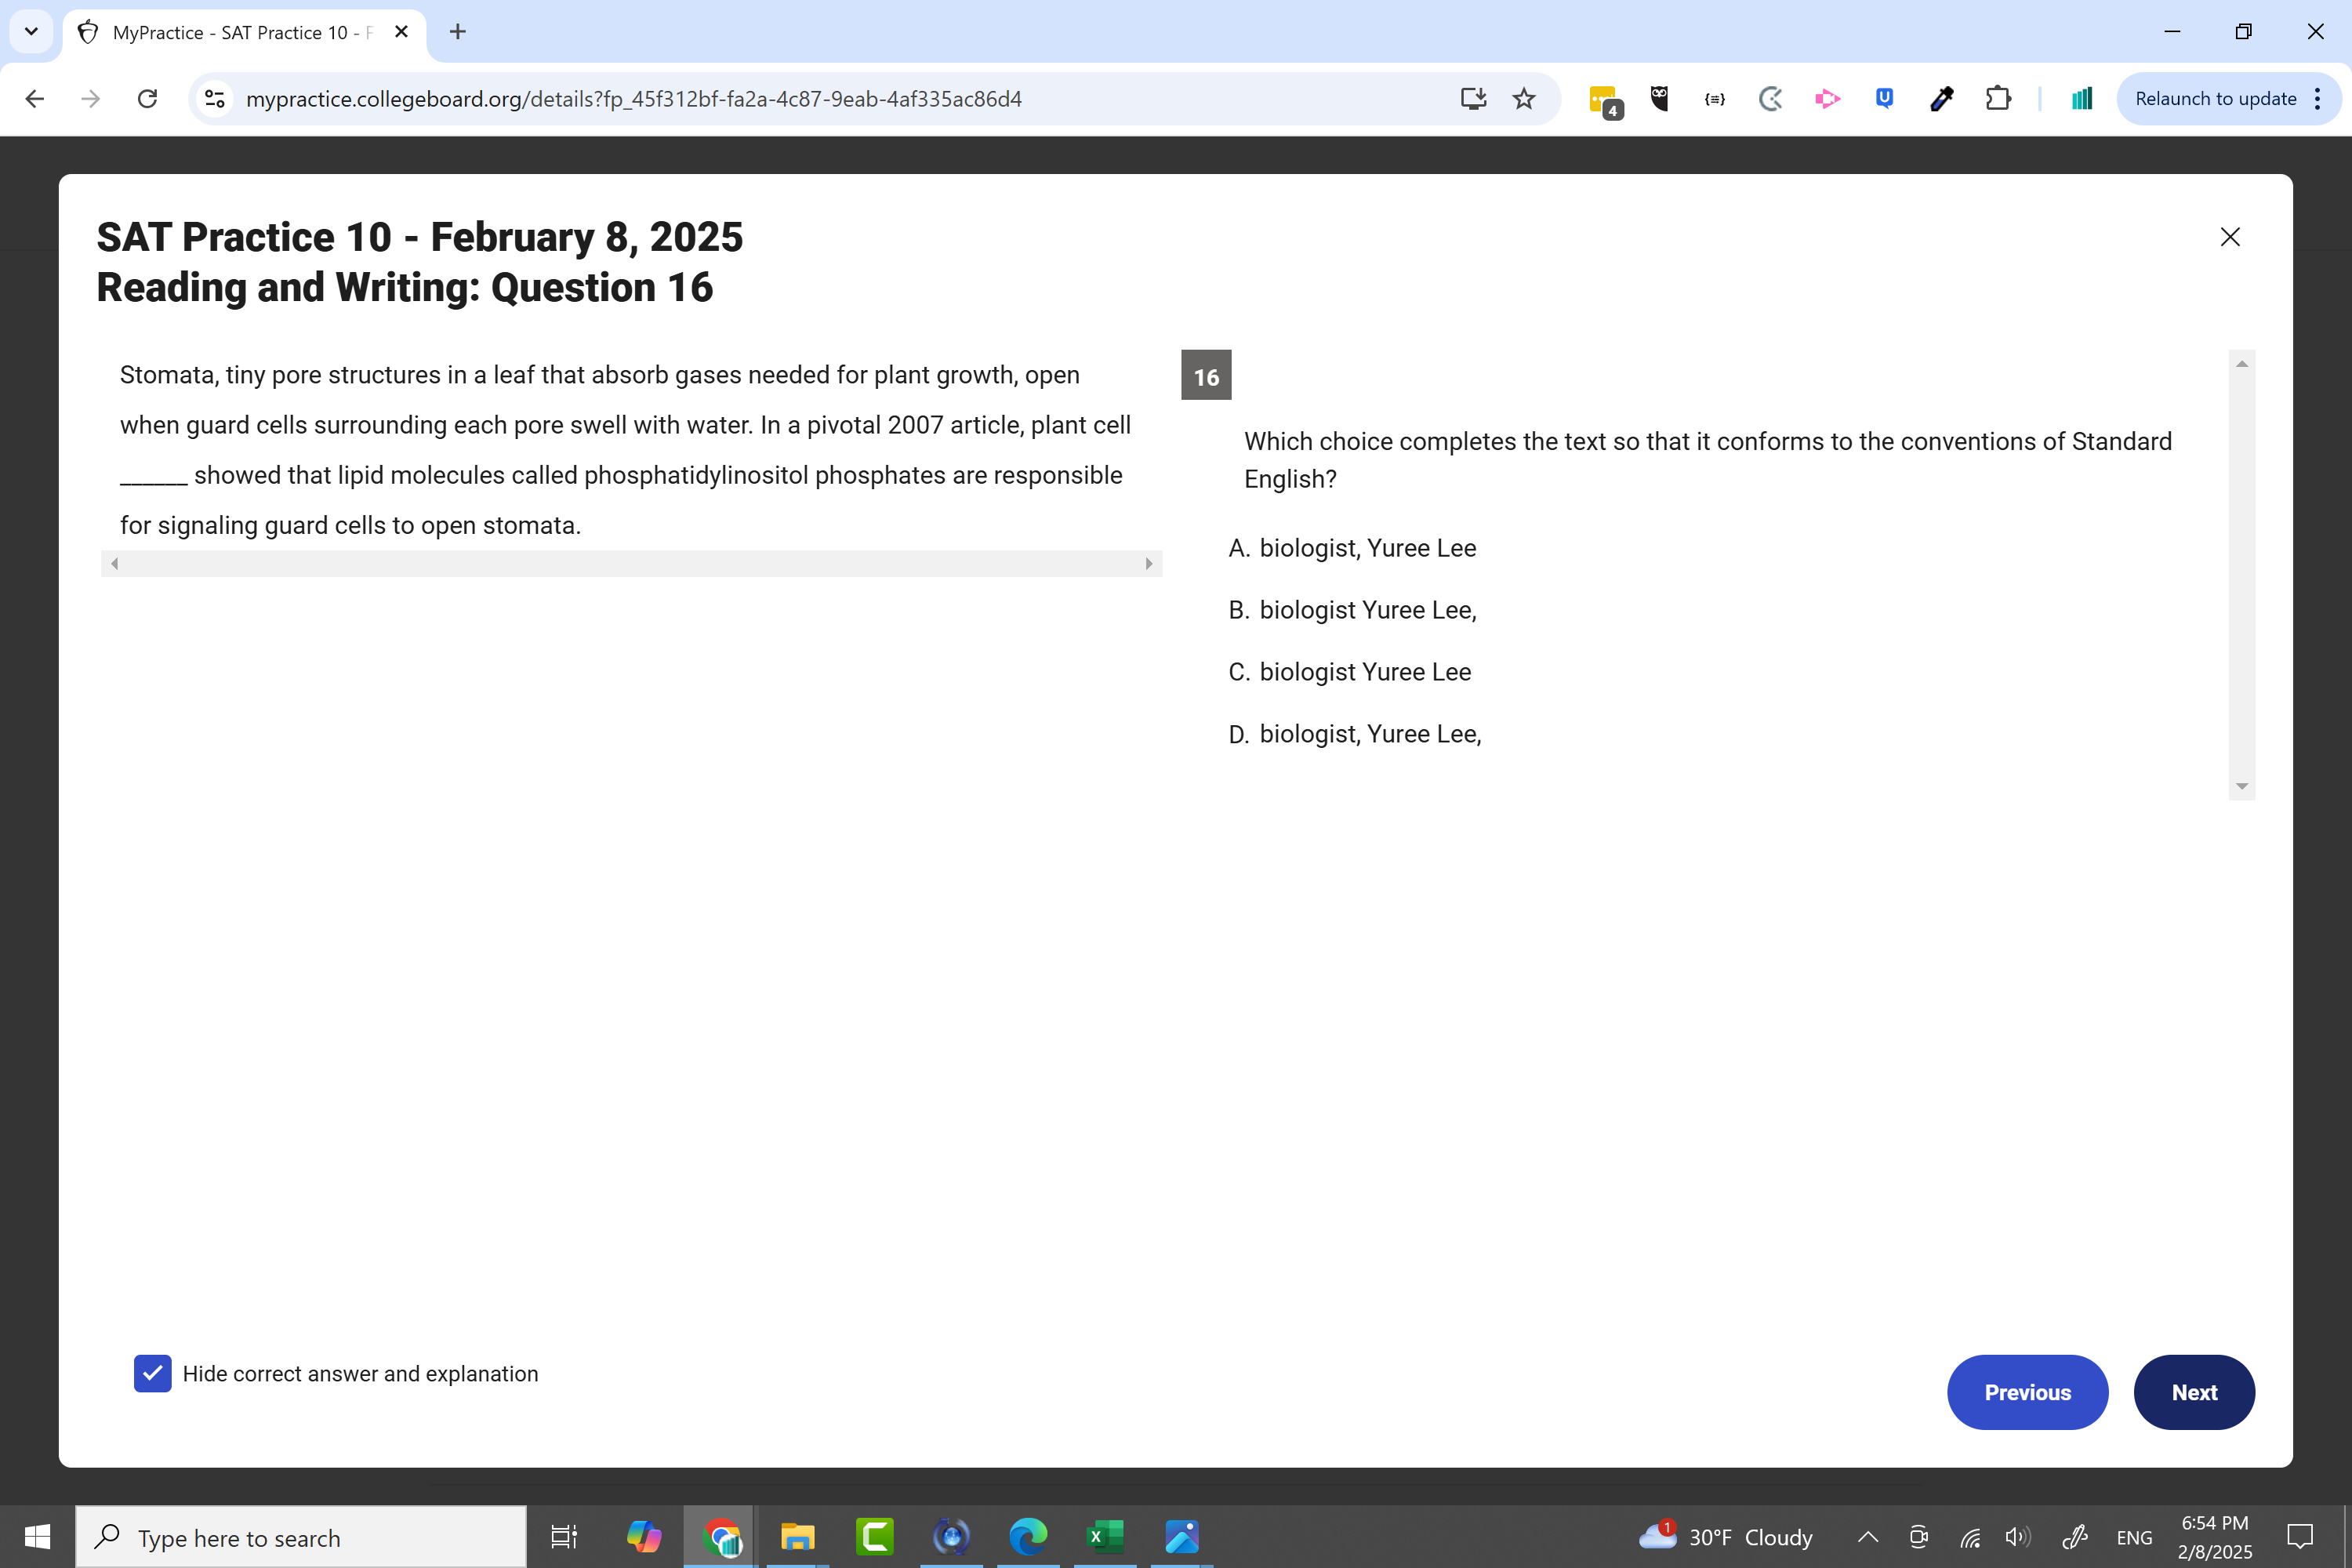 MyPractice - SAT Practice 10 - F
mypractice.collegeboard.org/details?fp_45f312bf-fa2a-4c87-9eab-4af335ac86d4
4
Relaunch to update
SAT Practice 10 - February 8, 2025
Reading and Writing: Question 16
Stomata, tiny pore structures in a leaf that absorb gases needed for plant growth, open
when guard cells surrounding each pore swell with water. In a pivotal 2007 article, plant cell
______ showed that lipid molecules called phosphatidylinositol phosphates are responsible
for signaling guard cells to open stomata.
16
Which choice completes the text so that it conforms to the conventions of Standard
English?
A. biologist, Yuree Lee
B. biologist Yuree Lee,
C. biologist Yuree Lee
D. biologist, Yuree Lee,
Hide correct answer and explanation
Previous
Next
Type here to search
1
30°F Cloudy
ENG
6:54 PM
2/8/2025